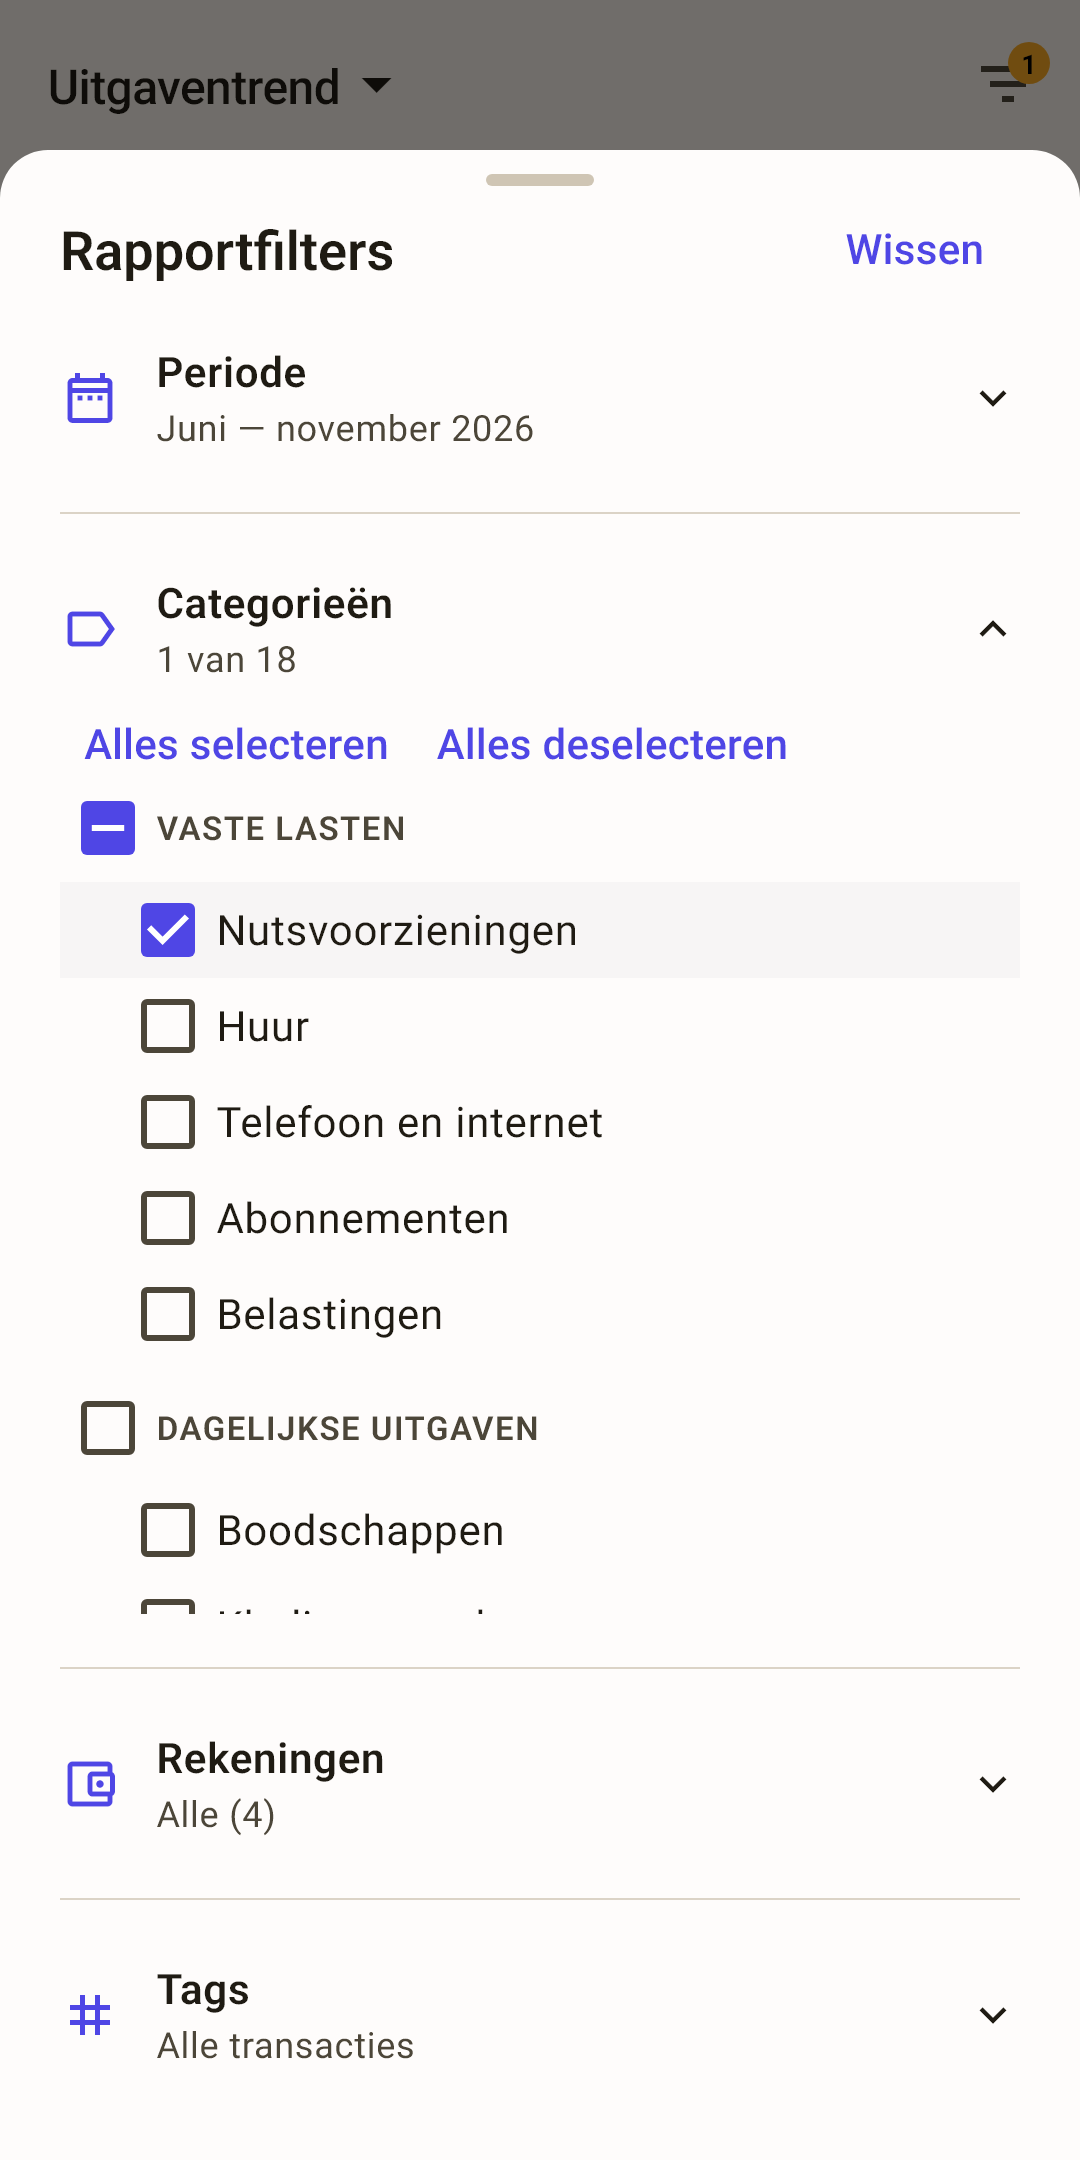 Uitgaventrend
1
Rapportfilters
Wissen
Periode
Juni — november 2026
Categorieën
1 van 18
Alles selecteren
Alles deselecteren
VASTE LASTEN
Nutsvoorzieningen
Huur
Telefoon en internet
Abonnementen
Belastingen
DAGELIJKSE UITGAVEN
Boodschappen
Rekeningen
Alle (4)
Tags
Alle transacties